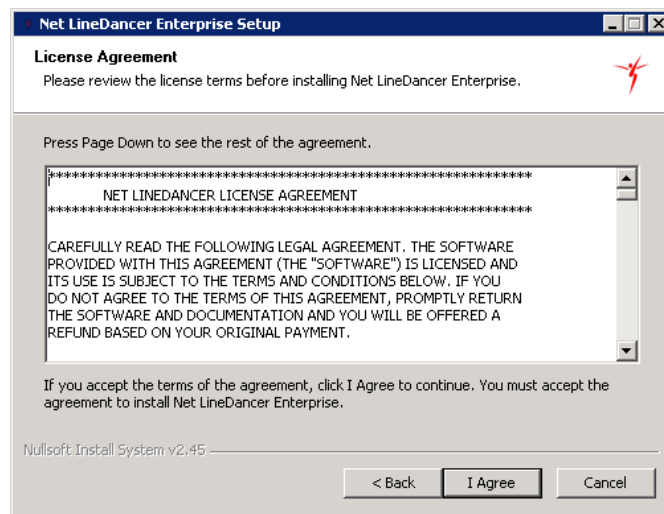 Net LineDancer Enterprise Setup
License Agreement
Please review the license terms before installing Net LineDancer Enterprise.
Press Page Down to see the rest of the agreement.
***************************************************************
NET LINEDANCER LICENSE AGREEMENT
***************************************************************
CAREFULLY READ THE FOLLOWING LEGAL AGREEMENT. THE SOFTWARE
PROVIDED WITH THIS AGREEMENT (THE "SOFTWARE") IS LICENSED AND
ITS USE IS SUBJECT TO THE TERMS AND CONDITIONS BELOW. IF YOU
DO NOT AGREE TO THE TERMS OF THIS AGREEMENT, PROMPTLY RETURN
THE SOFTWARE AND DOCUMENTATION AND YOU WILL BE OFFERED A
REFUND BASED ON YOUR ORIGINAL PAYMENT.
If you accept the terms of the agreement, click I Agree to continue. You must accept the
agreement to install Net LineDancer Enterprise.
Nullsoft Install System v2.45
< Back I Agree Cancel